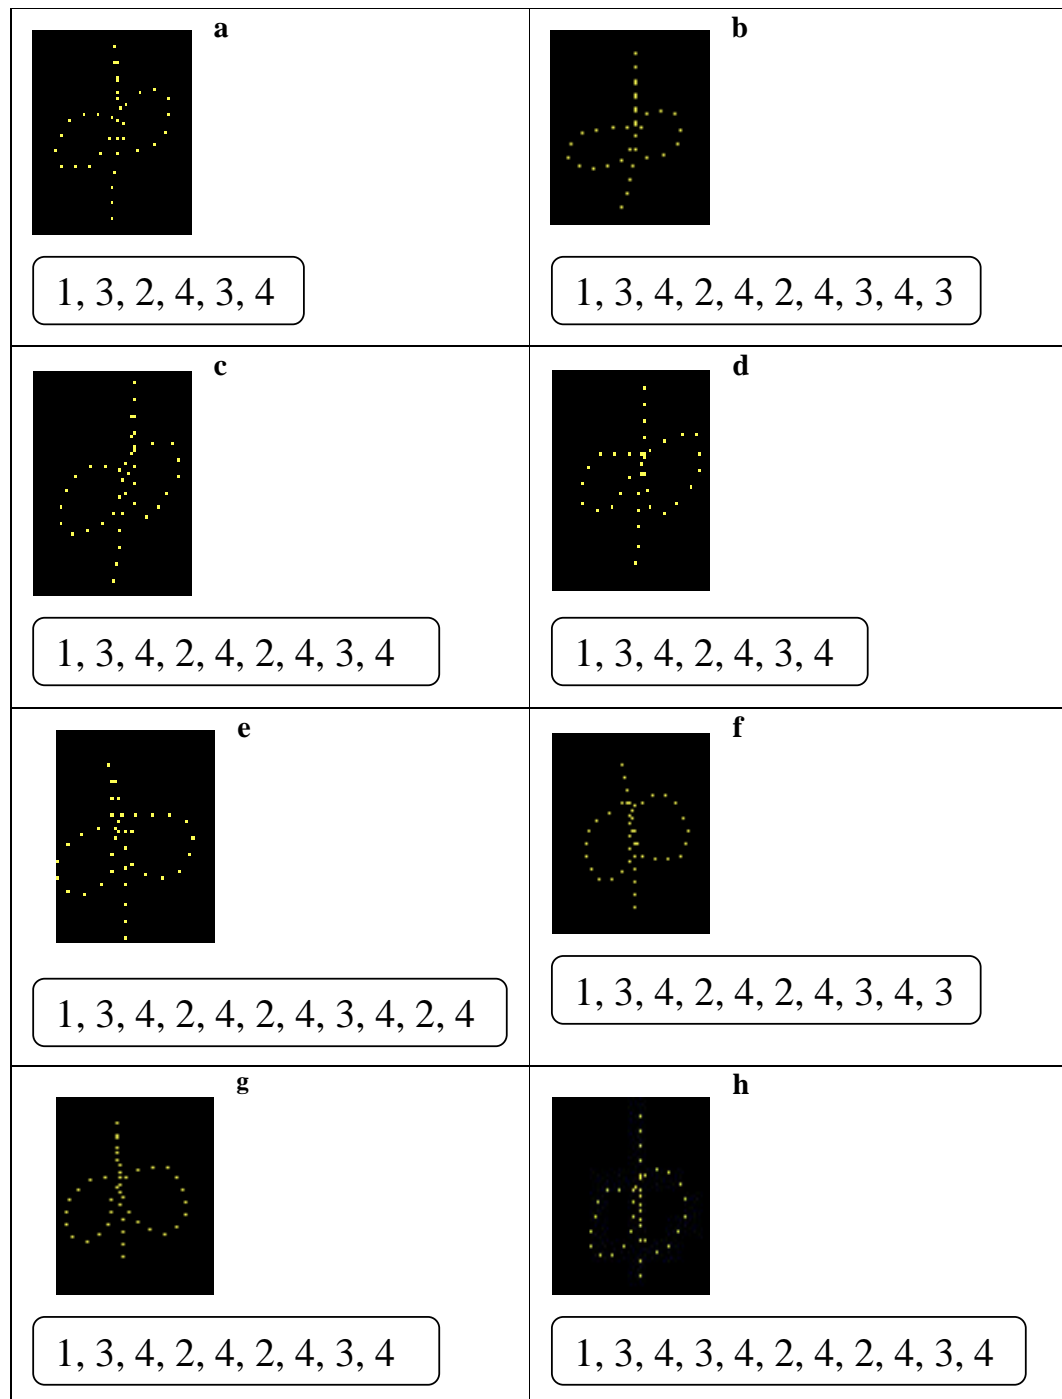 a
1, 3, 2, 4, 3, 4
b
1, 3, 4, 2, 4, 2, 4, 3, 4, 3
c
1, 3, 4, 2, 4, 2, 4, 3, 4
d
1, 3, 4, 2, 4, 3, 4
e
1, 3, 4, 2, 4, 2, 4, 3, 4, 2, 4
f
1, 3, 4, 2, 4, 2, 4, 3, 4, 3
g
1, 3, 4, 2, 4, 2, 4, 3, 4
h
1, 3, 4, 3, 4, 2, 4, 2, 4, 3, 4